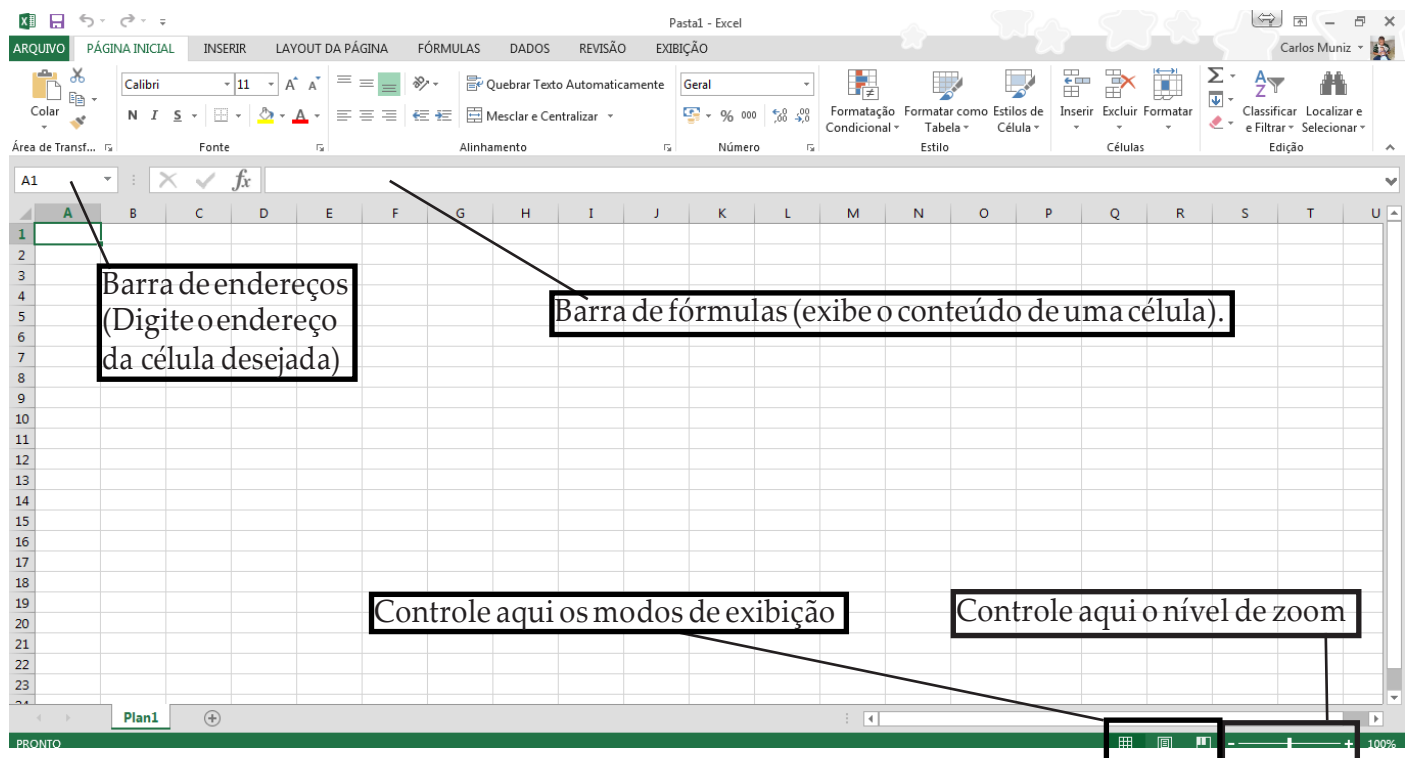 Pasta1 - Excel
ARQUIVO PÁGINA INICIAL INSERIR LAYOUT DA PÁGINA FÓRMULAS DADOS REVISÃO EXIBIÇÃO Carlos Muniz
Calibri 11 Quebrar Texto Automaticamente Geral
Colar N I S A Mesclar e Centralizar % 000 Formatação Condicional Formatar como Tabela Estilos de Célula Inserir Excluir Formatar Classificar e Filtrar Localizar e Selecionar
Área de Transf... Fonte Alinhamento Número Estilo Células Edição
A1 fx
A B C D E F G H I J K L M N O P Q R S T U
1
2
3
4
5
6
7
8
9
10
11
12
13
14
15
16
17
18
19
20
21
22
23
24
Barra de endereços
(Digite o endereço
da célula desejada)
Barra de fórmulas (exibe o conteúdo de uma célula).
Controle aqui os modos de exibição
Controle aqui o nível de zoom
Plan1
PRONTO 100%